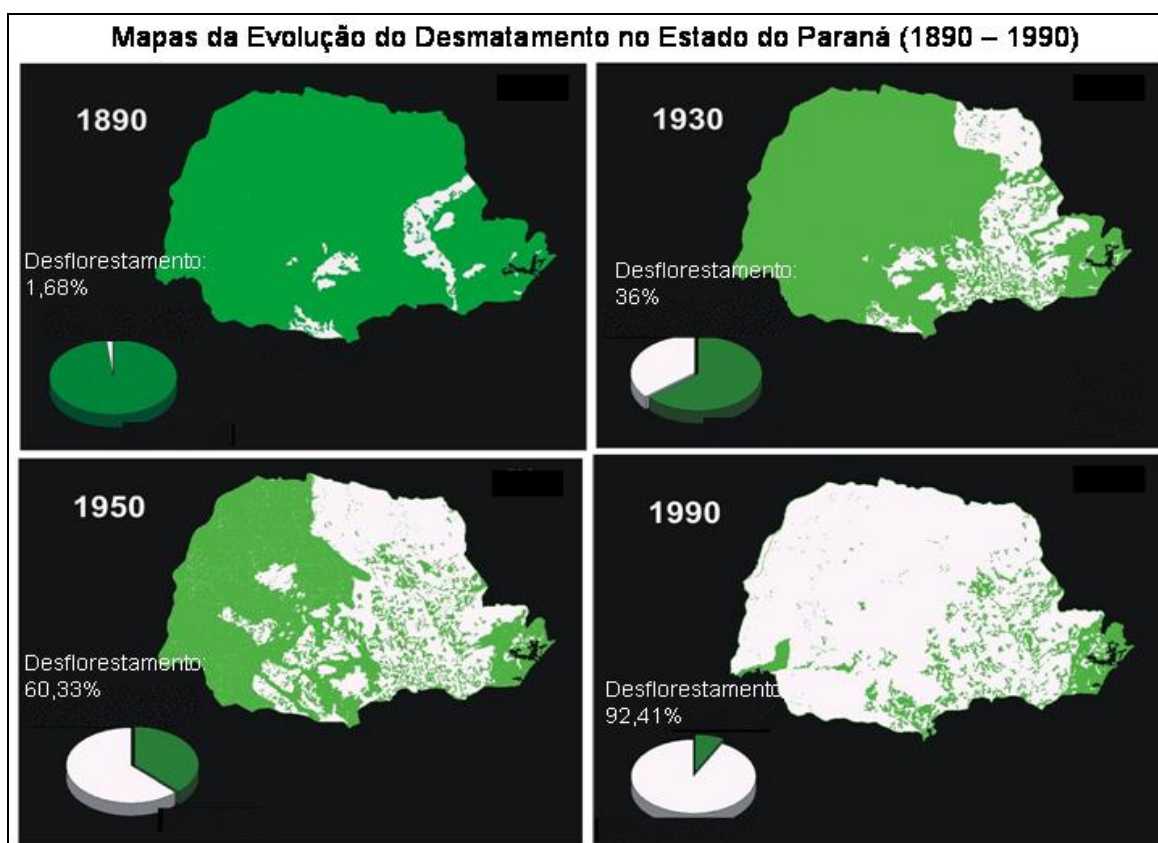 Mapas da Evolução do Desmatamento no Estado do Paraná (1890 – 1990)
1890
Desflorestamento:
1,68%
1930
Desflorestamento:
36%
1950
Desflorestamento:
60,33%
1990
Desflorestamento:
92,41%